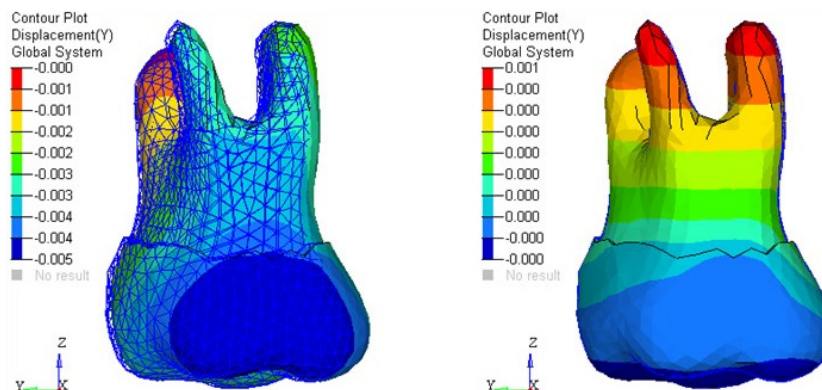 Contour Plot
Displacement(Y)
Global System
-0.000
-0.001
-0.001
-0.002
-0.002
-0.003
-0.003
-0.004
-0.004
-0.005
No result
Z
Y
X
Contour Plot
Displacement(Y)
Global System
0.001
0.000
0.000
0.000
0.000
0.000
0.000
0.000
-0.000
-0.000
No result
Z
Y
X